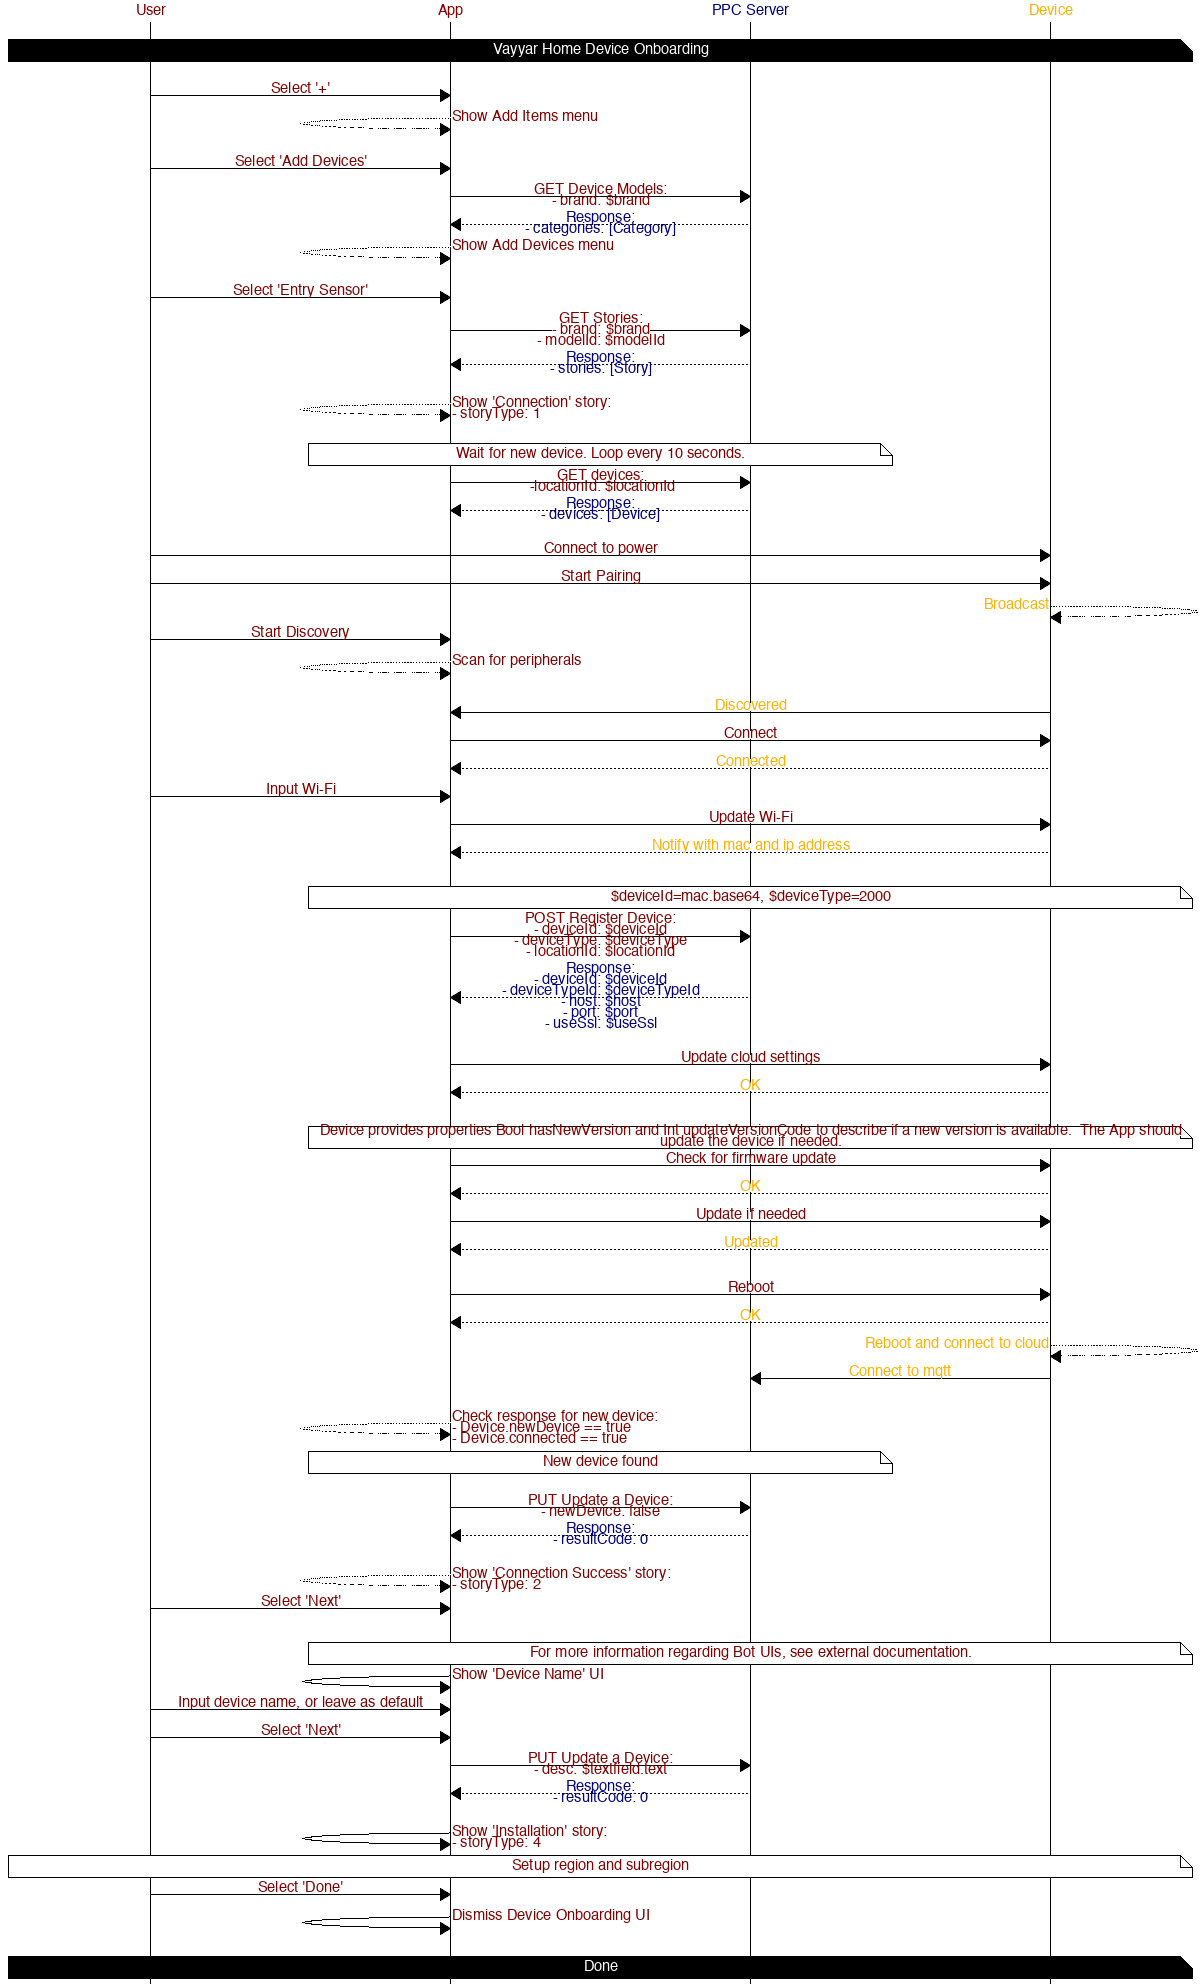 User
App
PPC Server
Device
Vayyar Home Device Onboarding
Select '+'
Show Add Items menu
Select 'Add Devices'
GET Device Models:
- brand: $brand
Response:
- categories: [Category]
Show Add Devices menu
Select 'Entry Sensor'
GET Stories:
- brand: $brand
- modelId: $modelId
Response:
- stories: [Story]
Show 'Connection' story:
- storyType: 1
Wait for new device. Loop every 10 seconds.
GET devices:
-locationId: $locationId
Response:
- devices: [Device]
Connect to power
Start Pairing
Broadcast
Start Discovery
Scan for peripherals
Discovered
Connect
Connected
Input Wi-Fi
Update Wi-Fi
Notify with mac and ip address
$deviceId=mac.base64, $deviceType=2000
POST Register Device:
- deviceId: $deviceId
- deviceType: $deviceType
- locationId: $locationId
Response:
- deviceId: $deviceId
- deviceTypeId: $deviceTypeId
- host: $host
- port: $port
- useSsl: $useSsl
Update cloud settings
OK
Device provides properties Bool hasNewVersion and Int updateVersionCode to describe if a new version is available.  The App should
update the device if needed.
Check for firmware update
OK
Update if needed
Updated
Reboot
OK
Reboot and connect to cloud
Connect to mqtt
Check response for new device:
- Device.newDevice == true
- Device.connected == true
New device found
PUT Update a Device:
- newDevice: false
Response:
- resultCode: 0
Show 'Connection Success' story:
- storyType: 2
Select 'Next'
For more information regarding Bot UIs, see external documentation.
Show 'Device Name' UI
Input device name, or leave as default
Select 'Next'
PUT Update a Device:
- desc: $textfield.text
Response:
- resultCode: 0
Show 'Installation' story:
- storyType: 4
Setup region and subregion
Select 'Done'
Dismiss Device Onboarding UI
Done